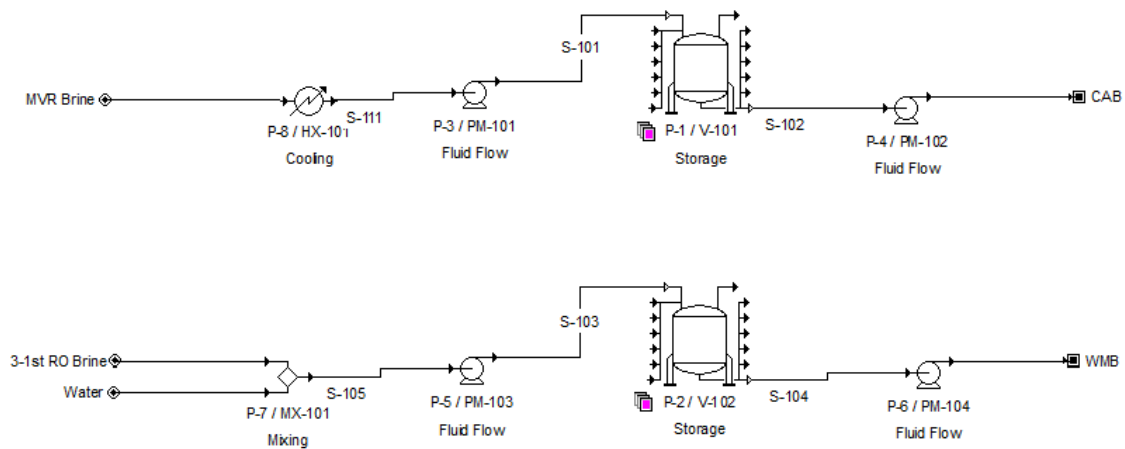 S-101
MVR Brine
CAB
S-111
P-8 / HX-101
P-3 / PM-101
P-1 / V-101
S-102
P-4 / PM-102
Cooling
Fluid Flow
Storage
Fluid Flow
S-103
3-1st RO Brine
WMB
Water
S-105
S-104
P-7 / MX-101
P-5 / PM-103
P-2 / V-102
P-6 / PM-104
Mixing
Fluid Flow
Storage
Fluid Flow